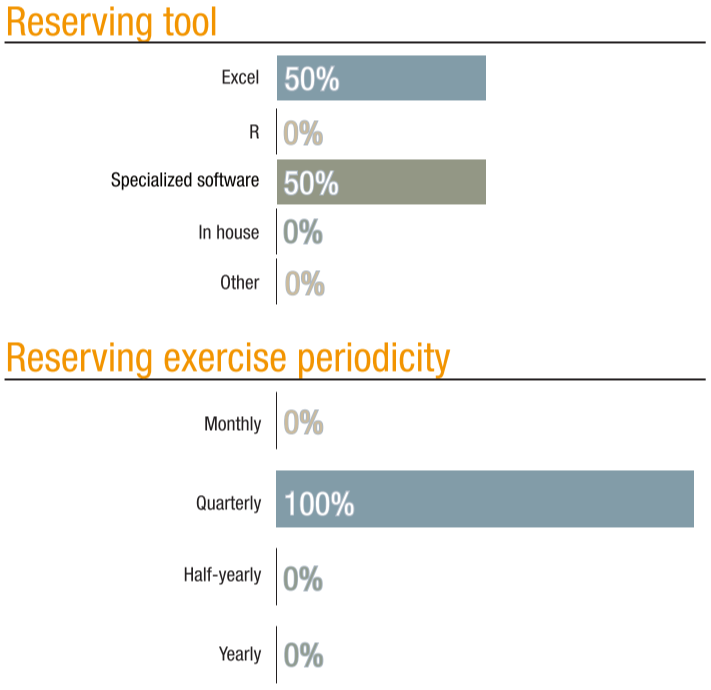 Reserving tool
Excel 50%
R 0%
Specialized software 50%
In house 0%
Other 0%
Reserving exercise periodicity
Monthly 0%
Quarterly 100%
Half-yearly 0%
Yearly 0%